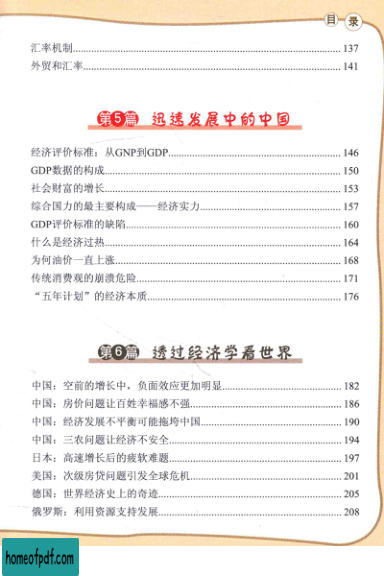 目 录
汇率机制 137
外贸和汇率 141
第5篇 迅速发展中的中国
经济评价标准：从GNP到GDP 146
GDP数据的构成 150
社会财富的增长 153
综合国力的最主要构成——经济实力 157
GDP评价标准的缺陷 160
什么是经济过热 164
为何油价一直上涨 168
传统消费观的崩溃危险 171
“五年计划”的经济本质 176
第6篇 透过经济学看世界
中国：空前的增长中，负面效应更加明显 182
中国：房价问题让百姓幸福感不强 186
中国：经济发展不平衡可能拖垮中国 190
中国：三农问题让经济不安全 194
日本：高速增长后的疲软难题 197
美国：次级房贷问题引发全球危机 201
德国：世界经济史上的奇迹 205
俄罗斯：利用资源支持发展 208
homeofpdf.com